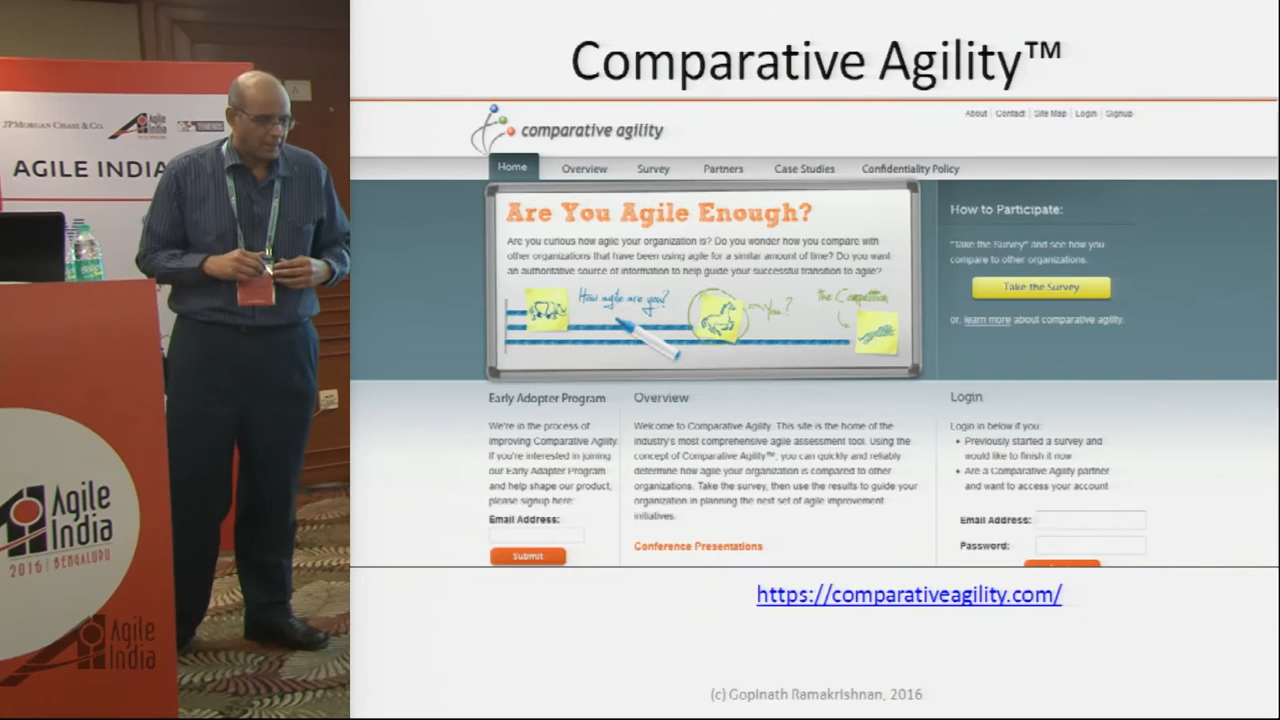 JPMORGAN CHASE & CO.
Agile
India
AGILE INDIA
Agile
India
2016 | BENGALURU
Agile
India
Comparative Agility™
comparative agility
About | Contact | Site Map | Login | Signup
Home
Overview
Survey
Partners
Case Studies
Confidentiality Policy
Are You Agile Enough?
Are you curious how agile your organization is? Do you wonder how you compare with
other organizations that have been using agile for a similar amount of time? Do you want
an authoritative source of information to help guide your successful transition to agile?
How agile are you?
You?
the Competition
How to Participate:
"Take the Survey" and see how you
compare to other organizations.
Take the Survey
or, learn more about comparative agility.
Early Adopter Program
We're in the process of
improving Comparative Agility.
If you're interested in joining
our Early Adapter Program
and help shape our product,
please signup here:
Email Address:
Submit
Overview
Welcome to Comparative Agility. This site is the home of the
industry's most comprehensive agile assessment tool. Using the
concept of Comparative Agility™, you can quickly and reliably
determine how agile your organization is compared to other
organizations. Take the survey, then use the results to guide your
organization in planning the next set of agile improvement
initiatives.
Conference Presentations
Login
Login in below if you:
• Previously started a survey and
would like to finish it now
• Are a Comparative Agility partner
and want to access your account
Email Address:
Password:
https://comparativeagility.com/
(c) Gopinath Ramakrishnan, 2016